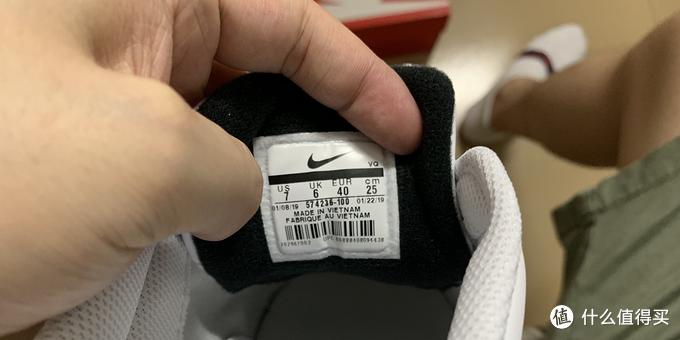 VQ
US UK EUR cm
7 6 40 25
01/08/19 574236-100 01/22/19
MADE IN VIETNAM
FABRIQUE AU VIETNAM
值 什么值得买